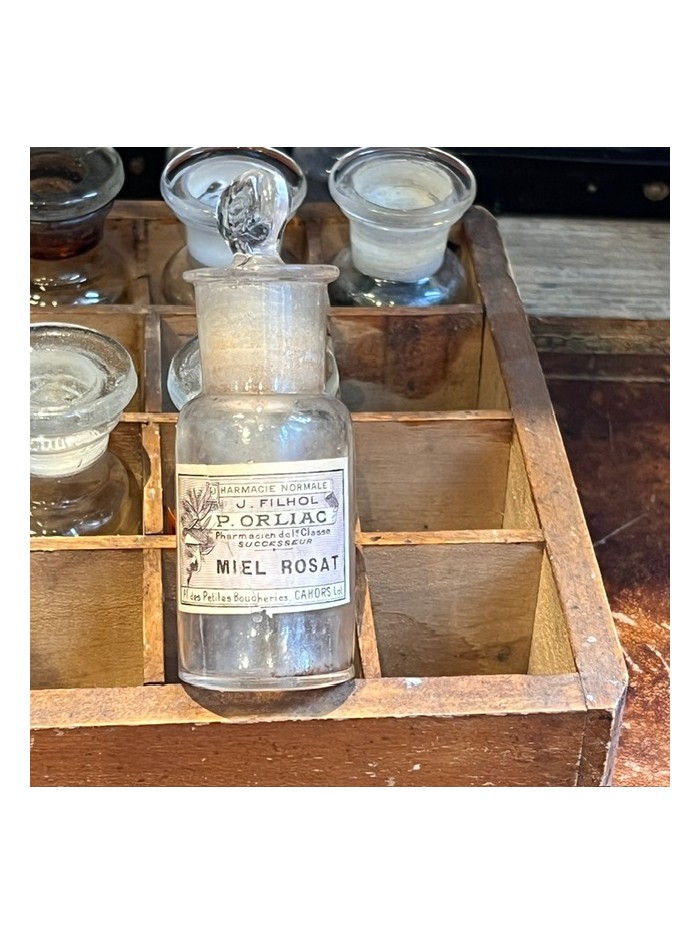 PHARMACIE NORMALE
J. FILHOL
P. ORLIAC
Pharmacien de 1re Classe
SUCCESSEUR
MIEL ROSAT
Pl. des Petites Boucheries, CAHORS Lot